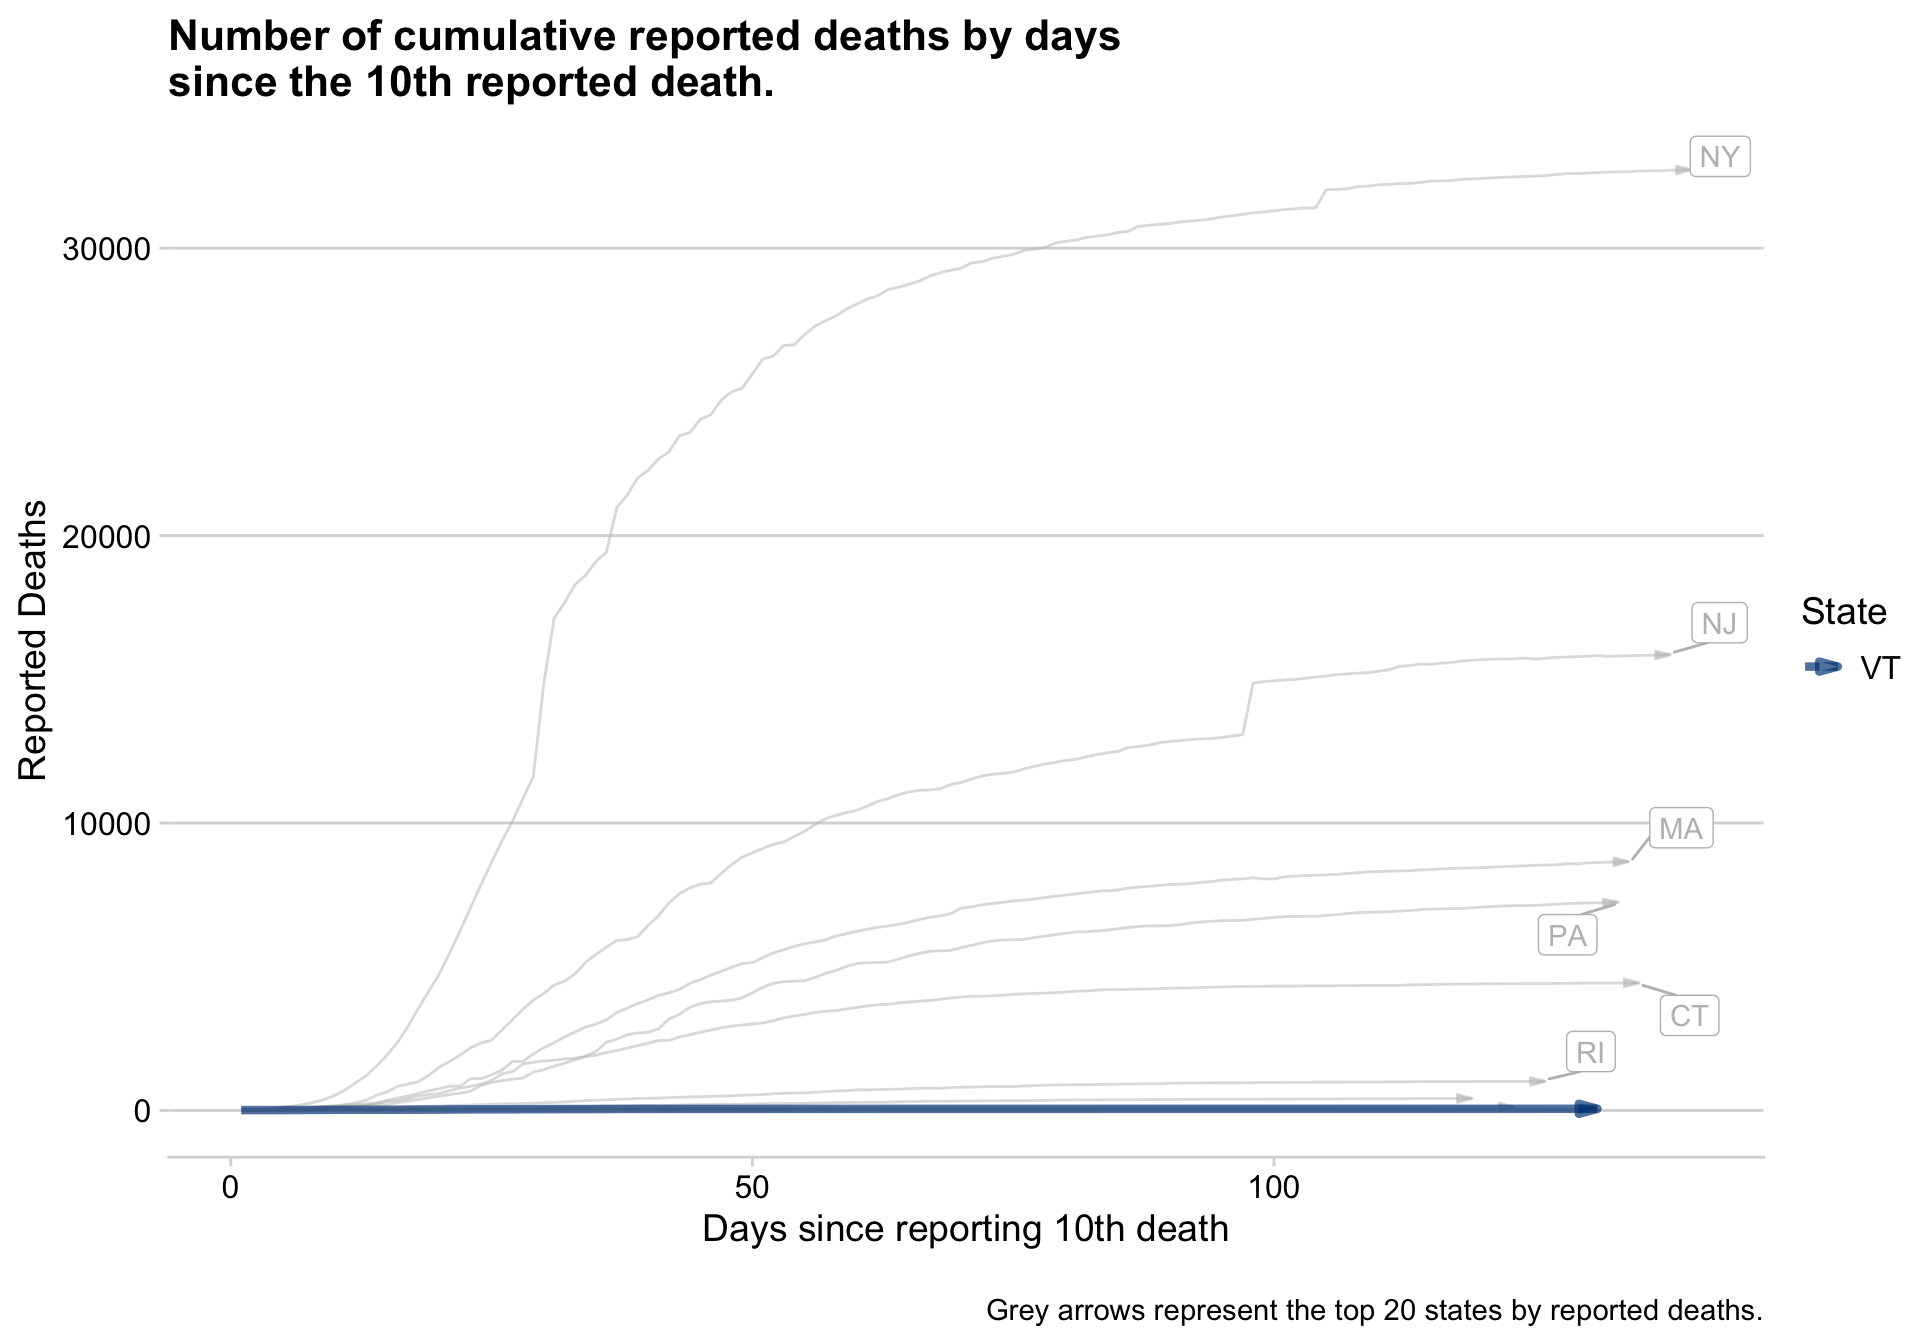 Number of cumulative reported deaths by days
since the 10th reported death.
NY
30000
20000
NJ
State
VT
Reported Deaths
10000
MA
PA
CT
RI
0
0 50 100
Days since reporting 10th death
Grey arrows represent the top 20 states by reported deaths.